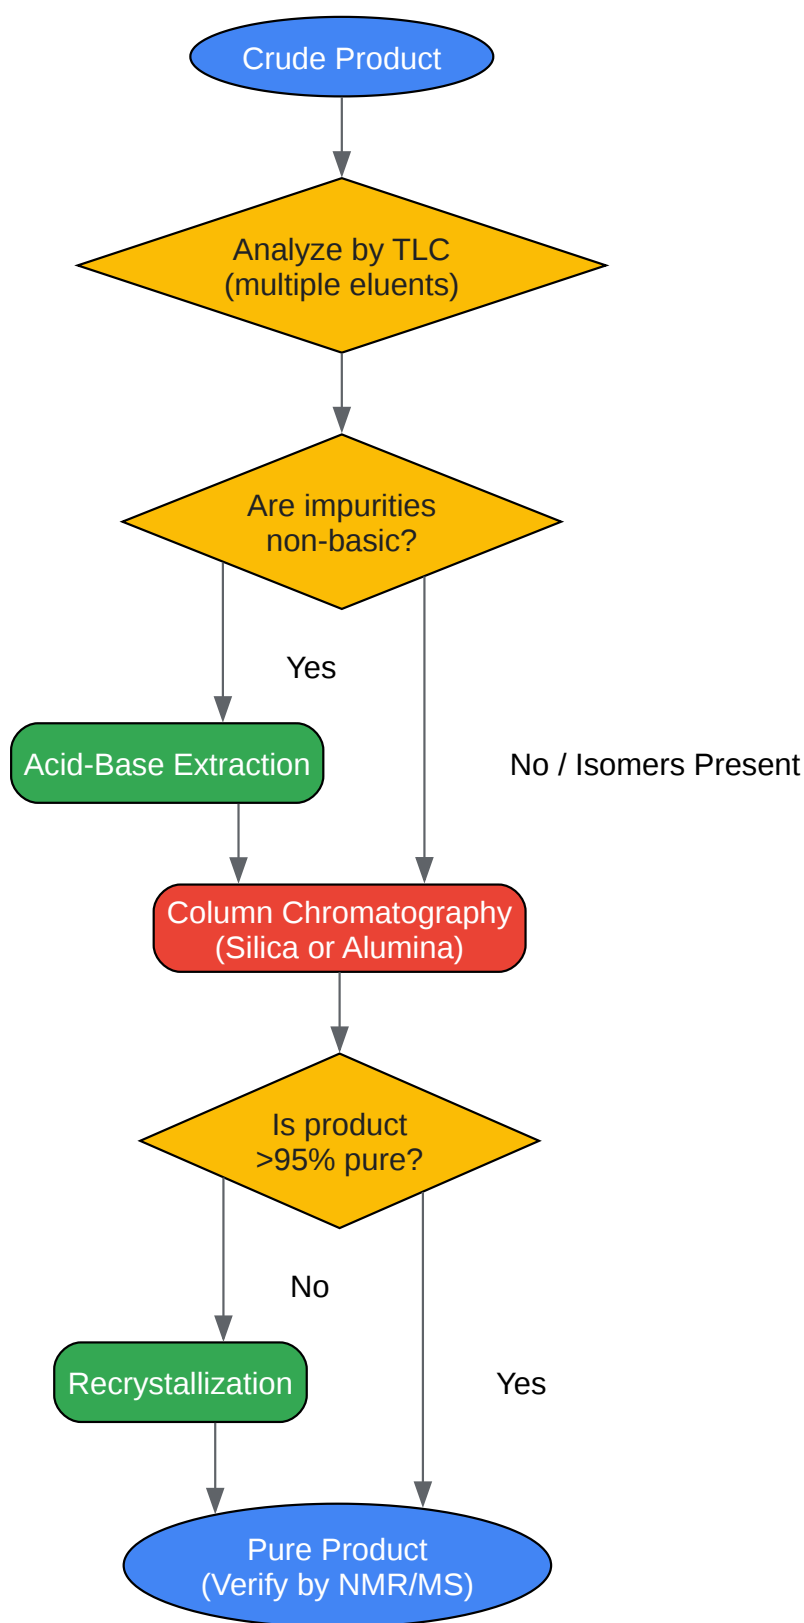 Crude Product
Analyze by TLC
(multiple eluents)
Are impurities
non-basic?
Yes
Acid-Base Extraction
No / Isomers Present
Column Chromatography
(Silica or Alumina)
Is product
>95% pure?
No
Recrystallization
Yes
Pure Product
(Verify by NMR/MS)